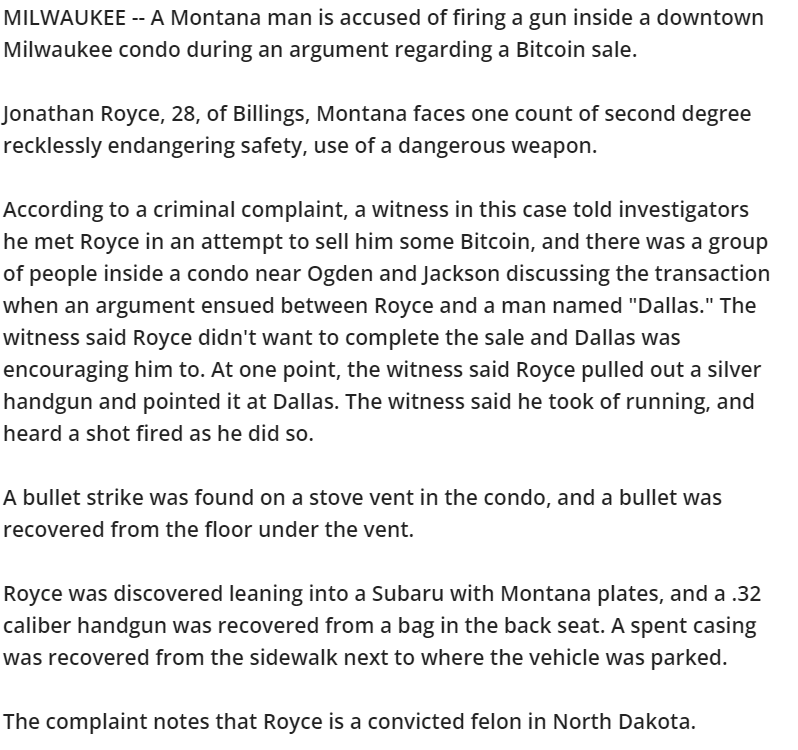 MILWAUKEE -- A Montana man is accused of firing a gun inside a downtown
Milwaukee condo during an argument regarding a Bitcoin sale.
Jonathan Royce, 28, of Billings, Montana faces one count of second degree
recklessly endangering safety, use of a dangerous weapon.
According to a criminal complaint, a witness in this case told investigators
he met Royce in an attempt to sell him some Bitcoin, and there was a group
of people inside a condo near Ogden and Jackson discussing the transaction
when an argument ensued between Royce and a man named "Dallas." The
witness said Royce didn't want to complete the sale and Dallas was
encouraging him to. At one point, the witness said Royce pulled out a silver
handgun and pointed it at Dallas. The witness said he took of running, and
heard a shot fired as he did so.
A bullet strike was found on a stove vent in the condo, and a bullet was
recovered from the floor under the vent.
Royce was discovered leaning into a Subaru with Montana plates, and a .32
caliber handgun was recovered from a bag in the back seat. A spent casing
was recovered from the sidewalk next to where the vehicle was parked.
The complaint notes that Royce is a convicted felon in North Dakota.